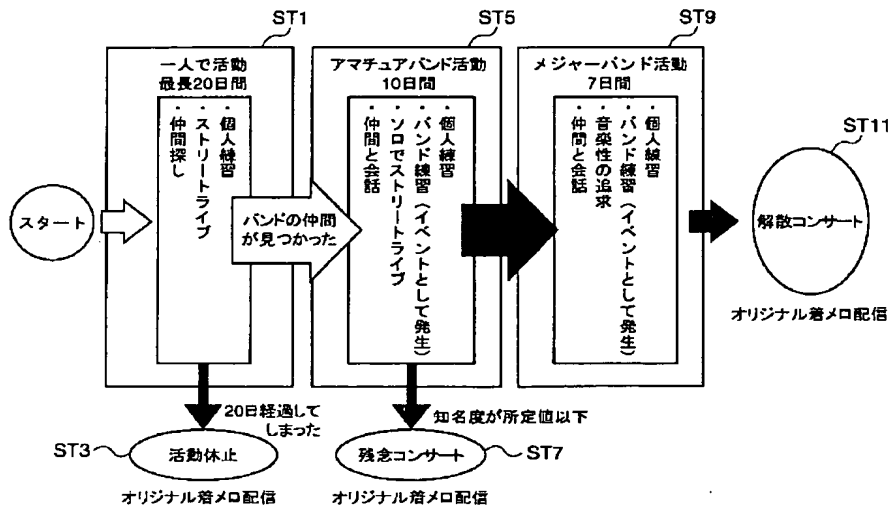 ST1
ST5
ST9
ST11
スタート
一人で活動
最長20日間
・個人練習
・ストリートライブ
・仲間探し
バンドの仲間
が見つかった
アマチュアバンド活動
10日間
・個人練習
・バンド練習(イベントとして発生)
・ソロでストリートライブ
・仲間と会話
メジャーバンド活動
7日間
・個人練習
・バンド練習(イベントとして発生)
・音楽性の追求
・仲間と会話
解散コンサート
オリジナル着メロ配信
20日経過して
しまった
ST3
活動休止
オリジナル着メロ配信
知名度が所定値以下
残念コンサート
ST7
オリジナル着メロ配信